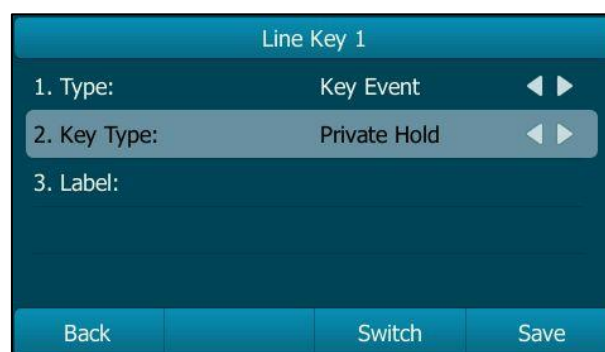 Line Key 1
1. Type: Key Event
2. Key Type: Private Hold
3. Label:
Back Switch Save